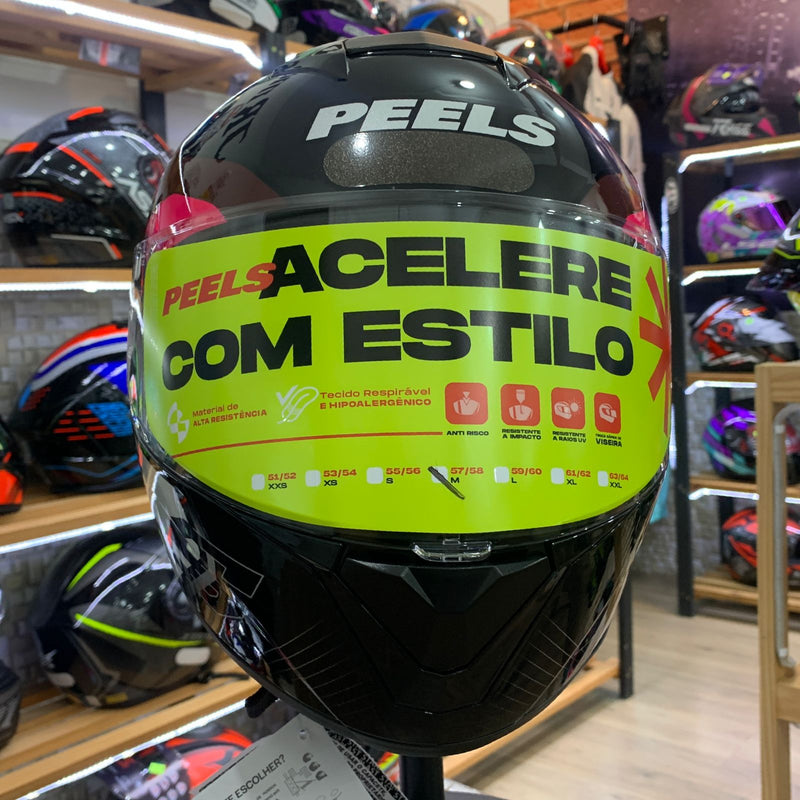 PEELS
PEELS ACELERE
COM ESTILO
Material de
ALTA RESISTÊNCIA
Tecido Respirável
E HIPOALERGÊNICO
ANTI RISCO
RESISTENTE
A IMPACTO
RESISTENTE
A RAIOS UV
VISEIRA
51/52
XXS
53/54
XS
55/56
S
57/58
M
59/60
L
61/62
XL
63/64
XXL
ESCOLHER?